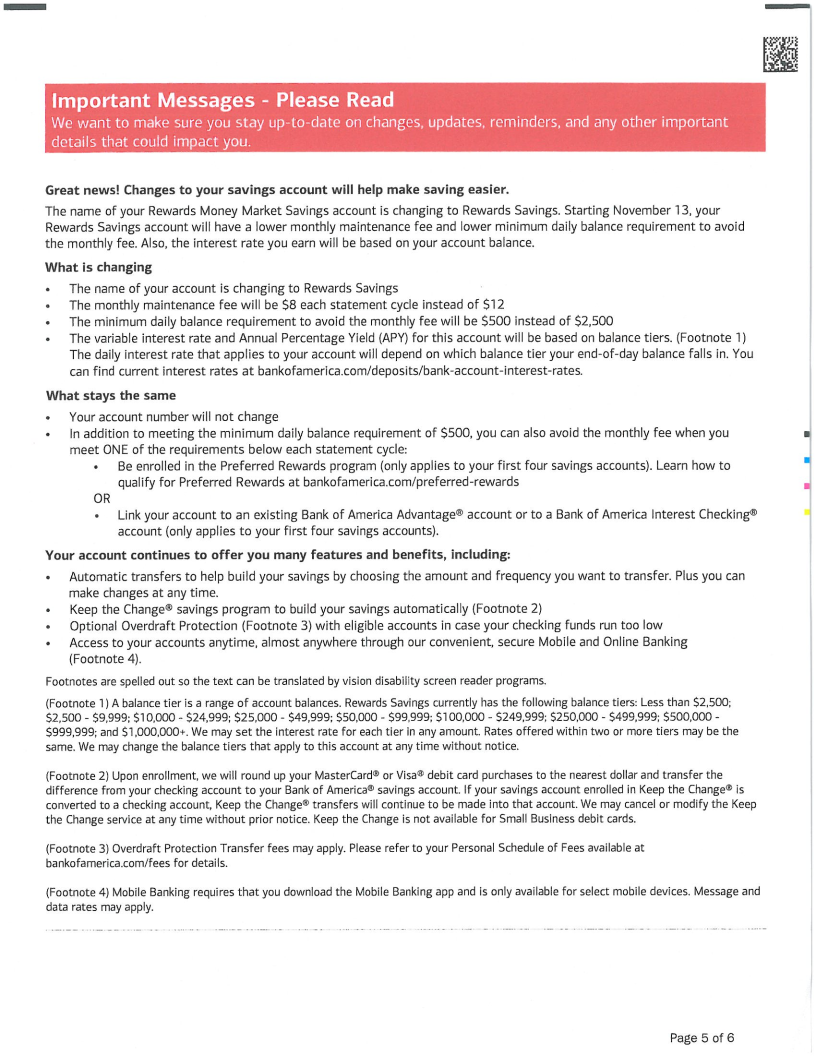 Important Messages - Please Read
We want to make sure you stay up-to-date on changes, updates, reminders, and any other important
details that could impact you.
Great news! Changes to your savings account will help make saving easier.
The name of your Rewards Money Market Savings account is changing to Rewards Savings. Starting November 13, your
Rewards Savings account will have a lower monthly maintenance fee and lower minimum daily balance requirement to avoid
the monthly fee. Also, the interest rate you earn will be based on your account balance.
What is changing
• The name of your account is changing to Rewards Savings
• The monthly maintenance fee will be $8 each statement cycle instead of $12
• The minimum daily balance requirement to avoid the monthly fee will be $500 instead of $2,500
• The variable interest rate and Annual Percentage Yield (APY) for this account will be based on balance tiers. (Footnote 1)
The daily interest rate that applies to your account will depend on which balance tier your end-of-day balance falls in. You
can find current interest rates at bankofamerica.com/deposits/bank-account-interest-rates.
What stays the same
• Your account number will not change
• In addition to meeting the minimum daily balance requirement of $500, you can also avoid the monthly fee when you
meet ONE of the requirements below each statement cycle:
• Be enrolled in the Preferred Rewards program (only applies to your first four savings accounts). Learn how to
qualify for Preferred Rewards at bankofamerica.com/preferred-rewards
OR
• Link your account to an existing Bank of America Advantage® account or to a Bank of America Interest Checking®
account (only applies to your first four savings accounts).
Your account continues to offer you many features and benefits, including:
• Automatic transfers to help build your savings by choosing the amount and frequency you want to transfer. Plus you can
make changes at any time.
• Keep the Change® savings program to build your savings automatically (Footnote 2)
• Optional Overdraft Protection (Footnote 3) with eligible accounts in case your checking funds run too low
• Access to your accounts anytime, almost anywhere through our convenient, secure Mobile and Online Banking
(Footnote 4).
Footnotes are spelled out so the text can be translated by vision disability screen reader programs.
(Footnote 1) A balance tier is a range of account balances. Rewards Savings currently has the following balance tiers: Less than $2,500;
$2,500 - $9,999; $10,000 - $24,999; $25,000 - $49,999; $50,000 - $99,999; $100,000 - $249,999; $250,000 - $499,999; $500,000 -
$999,999; and $1,000,000+. We may set the interest rate for each tier in any amount. Rates offered within two or more tiers may be the
same. We may change the balance tiers that apply to this account at any time without notice.
(Footnote 2) Upon enrollment, we will round up your MasterCard® or Visa® debit card purchases to the nearest dollar and transfer the
difference from your checking account to your Bank of America® savings account. If your savings account enrolled in Keep the Change® is
converted to a checking account, Keep the Change® transfers will continue to be made into that account. We may cancel or modify the Keep
the Change service at any time without prior notice. Keep the Change is not available for Small Business debit cards.
(Footnote 3) Overdraft Protection Transfer fees may apply. Please refer to your Personal Schedule of Fees available at
bankofamerica.com/fees for details.
(Footnote 4) Mobile Banking requires that you download the Mobile Banking app and is only available for select mobile devices. Message and
data rates may apply.
Page 5 of 6